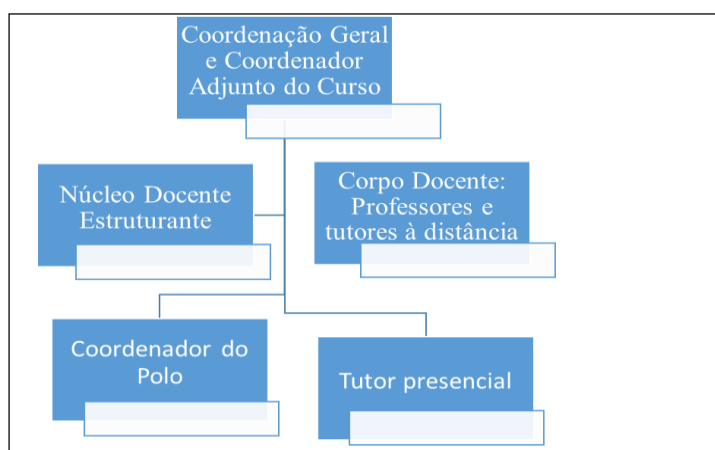 Coordenação Geral
e Coordenador
Adjunto do Curso
Núcleo Docente
Estruturante
Corpo Docente:
Professores e
tutores à distância
Coordenador do
Polo
Tutor presencial